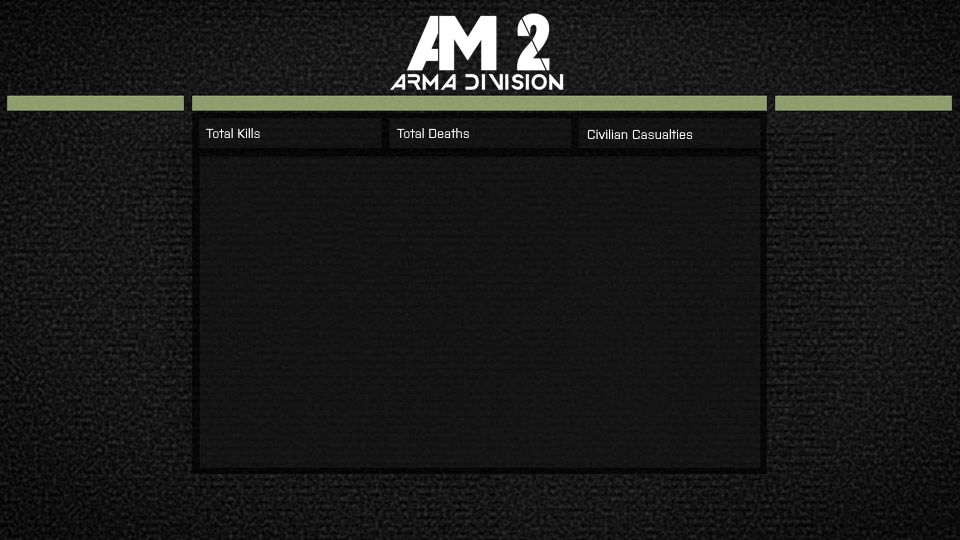 AM 2
ARMA DIVISION
Total Kills
Total Deaths
Civilian Casualties